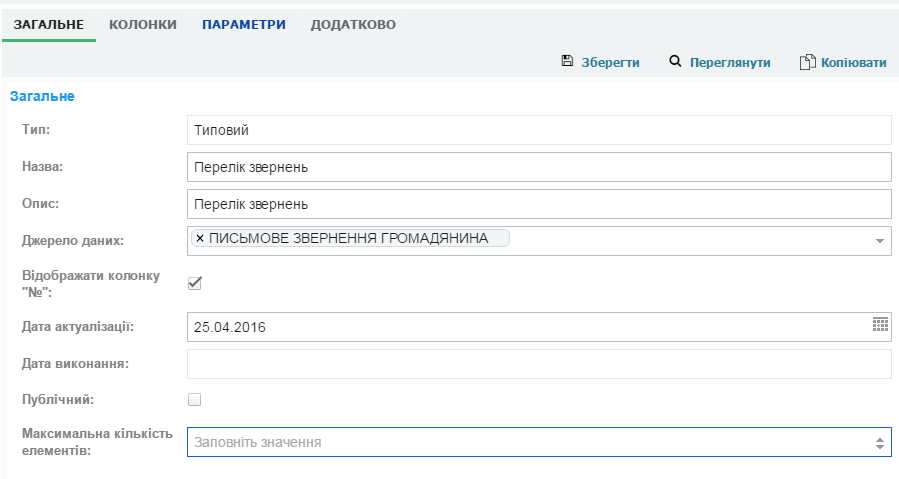 ЗАГАЛЬНЕ КОЛОНКИ ПАРАМЕТРИ ДОДАТКОВО
Зберегти Переглянути Копіювати
Загальне
Тип: Типовий
Назва: Перелік звернень
Опис: Перелік звернень
Джерело даних: × ПИСЬМОВЕ ЗВЕРНЕННЯ ГРОМАДЯНИНА
Відображати колонку
"№":
Дата актуалізації: 25.04.2016
Дата виконання:
Публічний:
Максимальна кількість
елементів: Заповніть значення